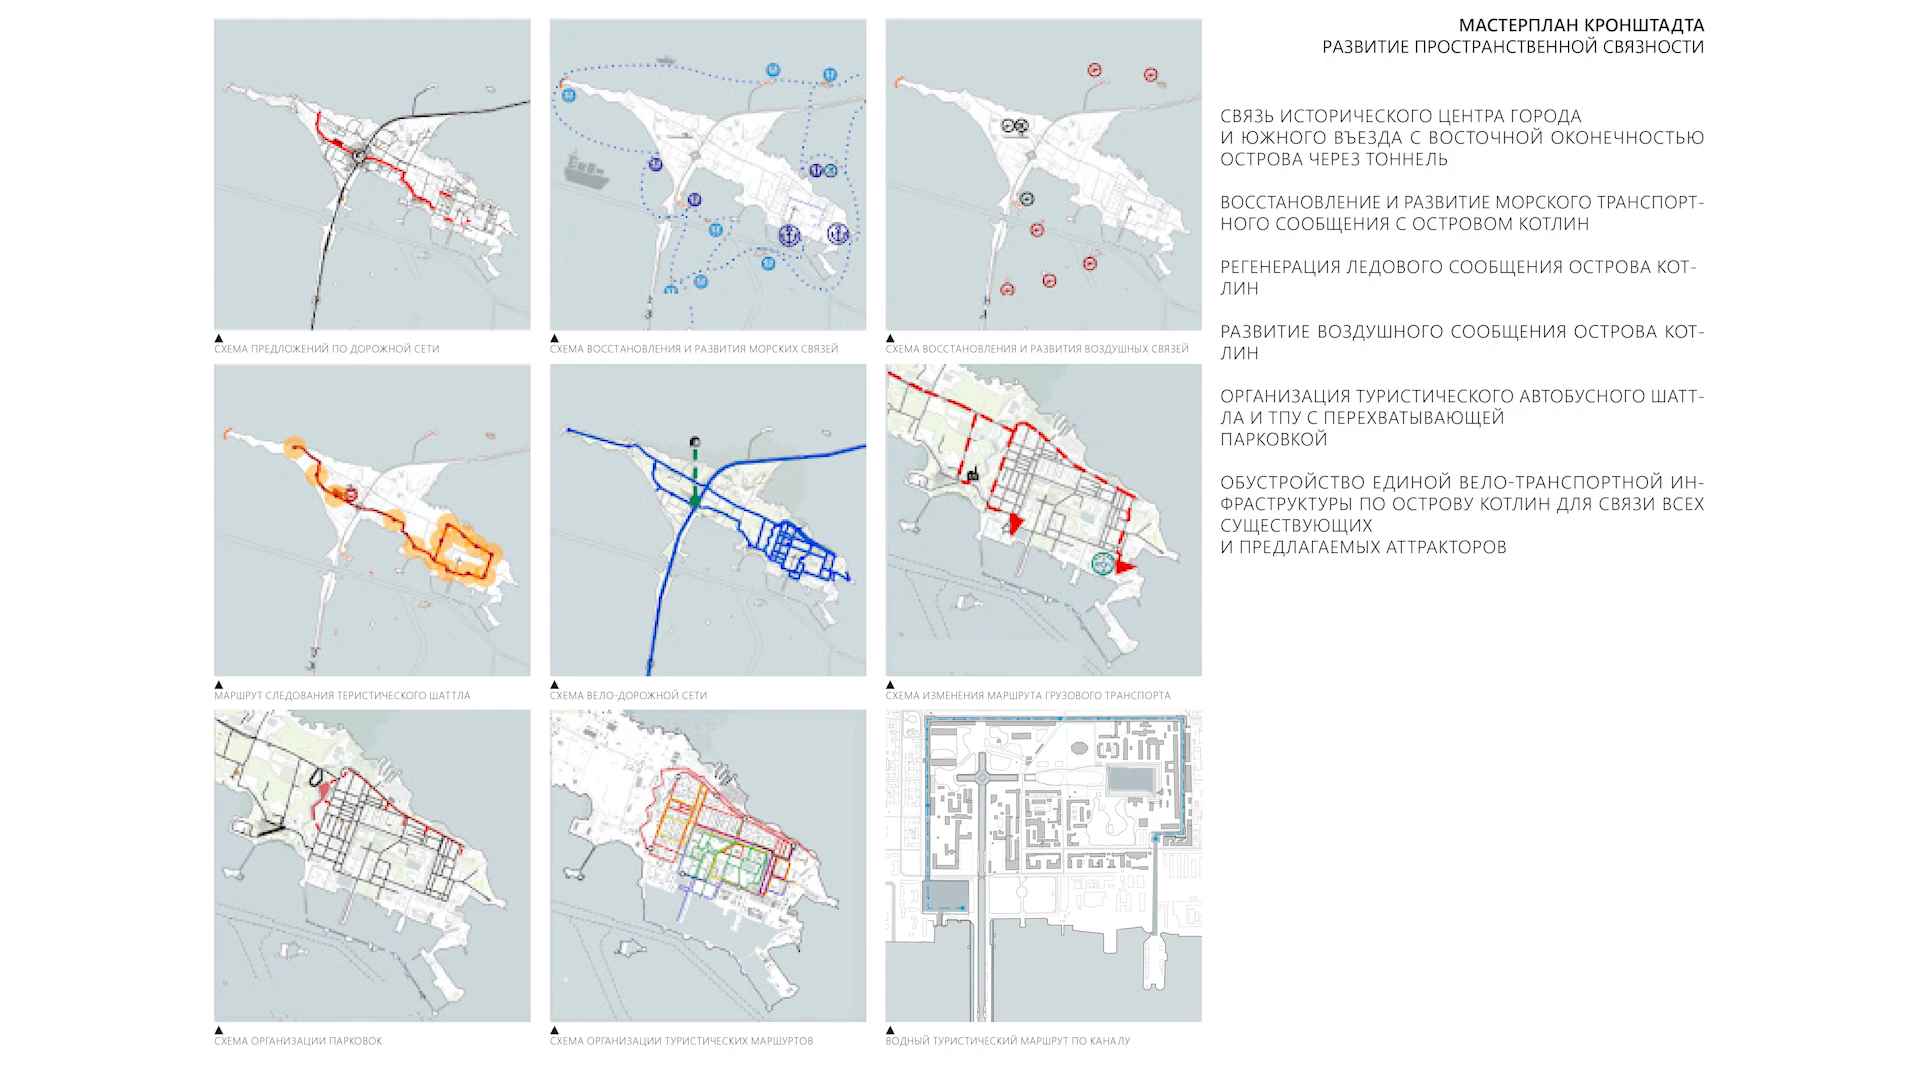 МАСТЕРПЛАН КРОНШТАДТА
РАЗВИТИЕ ПРОСТРАНСТВЕННОЙ СВЯЗНОСТИ
СВЯЗЬ ИСТОРИЧЕСКОГО ЦЕНТРА ГОРОДА
И ЮЖНОГО ВЪЕЗДА С ВОСТОЧНОЙ ОКОНЕЧНОСТЬЮ
ОСТРОВА ЧЕРЕЗ ТОННЕЛЬ
ВОССТАНОВЛЕНИЕ И РАЗВИТИЕ МОРСКОГО ТРАНСПОРТ-
НОГО СООБЩЕНИЯ С ОСТРОВОМ КОТЛИН
РЕГЕНЕРАЦИЯ ЛЕДОВОГО СООБЩЕНИЯ ОСТРОВА КОТ-
ЛИН
РАЗВИТИЕ ВОЗДУШНОГО СООБЩЕНИЯ ОСТРОВА КОТ-
ЛИН
ОРГАНИЗАЦИЯ ТУРИСТИЧЕСКОГО АВТОБУСНОГО ШАТТ-
ЛА И ТПУ С ПЕРЕХВАТЫВАЮЩЕЙ
ПАРКОВКОЙ
ОБУСТРОЙСТВО ЕДИНОЙ ВЕЛО-ТРАНСПОРТНОЙ ИН-
ФРАСТРУКТУРЫ ПО ОСТРОВУ КОТЛИН ДЛЯ СВЯЗИ ВСЕХ
СУЩЕСТВУЮЩИХ
И ПРЕДЛАГАЕМЫХ АТТРАКТОРОВ
СХЕМА ПРЕДЛОЖЕНИЙ ПО ДОРОЖНОЙ СЕТИ
СХЕМА ВОССТАНОВЛЕНИЯ И РАЗВИТИЯ МОРСКИХ СВЯЗЕЙ
СХЕМА ВОССТАНОВЛЕНИЯ И РАЗВИТИЯ ВОЗДУШНЫХ СВЯЗЕЙ
МАРШРУТ СЛЕДОВАНИЯ ТЕРИСТИЧЕСКОГО ШАТТЛА
СХЕМА ВЕЛО-ДОРОЖНОЙ СЕТИ
СХЕМА ИЗМЕНЕНИЯ МАРШРУТА ГРУЗОВОГО ТРАНСПОРТА
СХЕМА ОРГАНИЗАЦИИ ПАРКОВОК
СХЕМА ОРГАНИЗАЦИИ ТУРИСТИЧЕСКИХ МАРШУРТОВ
ВОДНЫЙ ТУРИСТИЧЕСКИЙ МАРШРУТ ПО КАНАЛУ